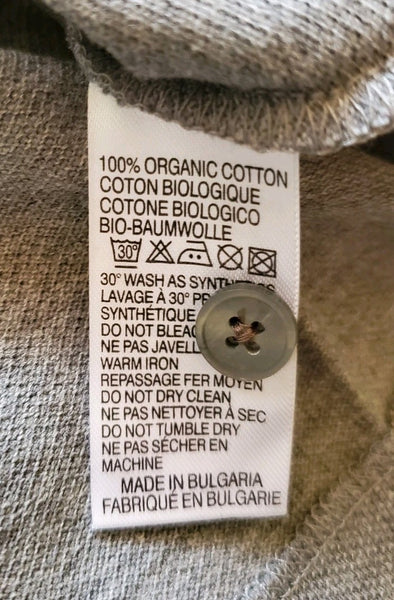 100% ORGANIC COTTON
COTON BIOLOGIQUE
COTONE BIOLOGICO
BIO-BAUMWOLLE
30°
30° WASH AS
LAVAGE À 30°
SYNTHÉTIQUE
DO NOT
NE PAS
WARM IRON
REPASSAGE FER MOYEN
DO NOT DRY CLEAN
NE PAS NETTOYER À SEC
DO NOT TUMBLE DRY
NE PAS SÉCHER EN
MACHINE
MADE IN BULGARIA
FABRIQUÉ EN BULGARIE